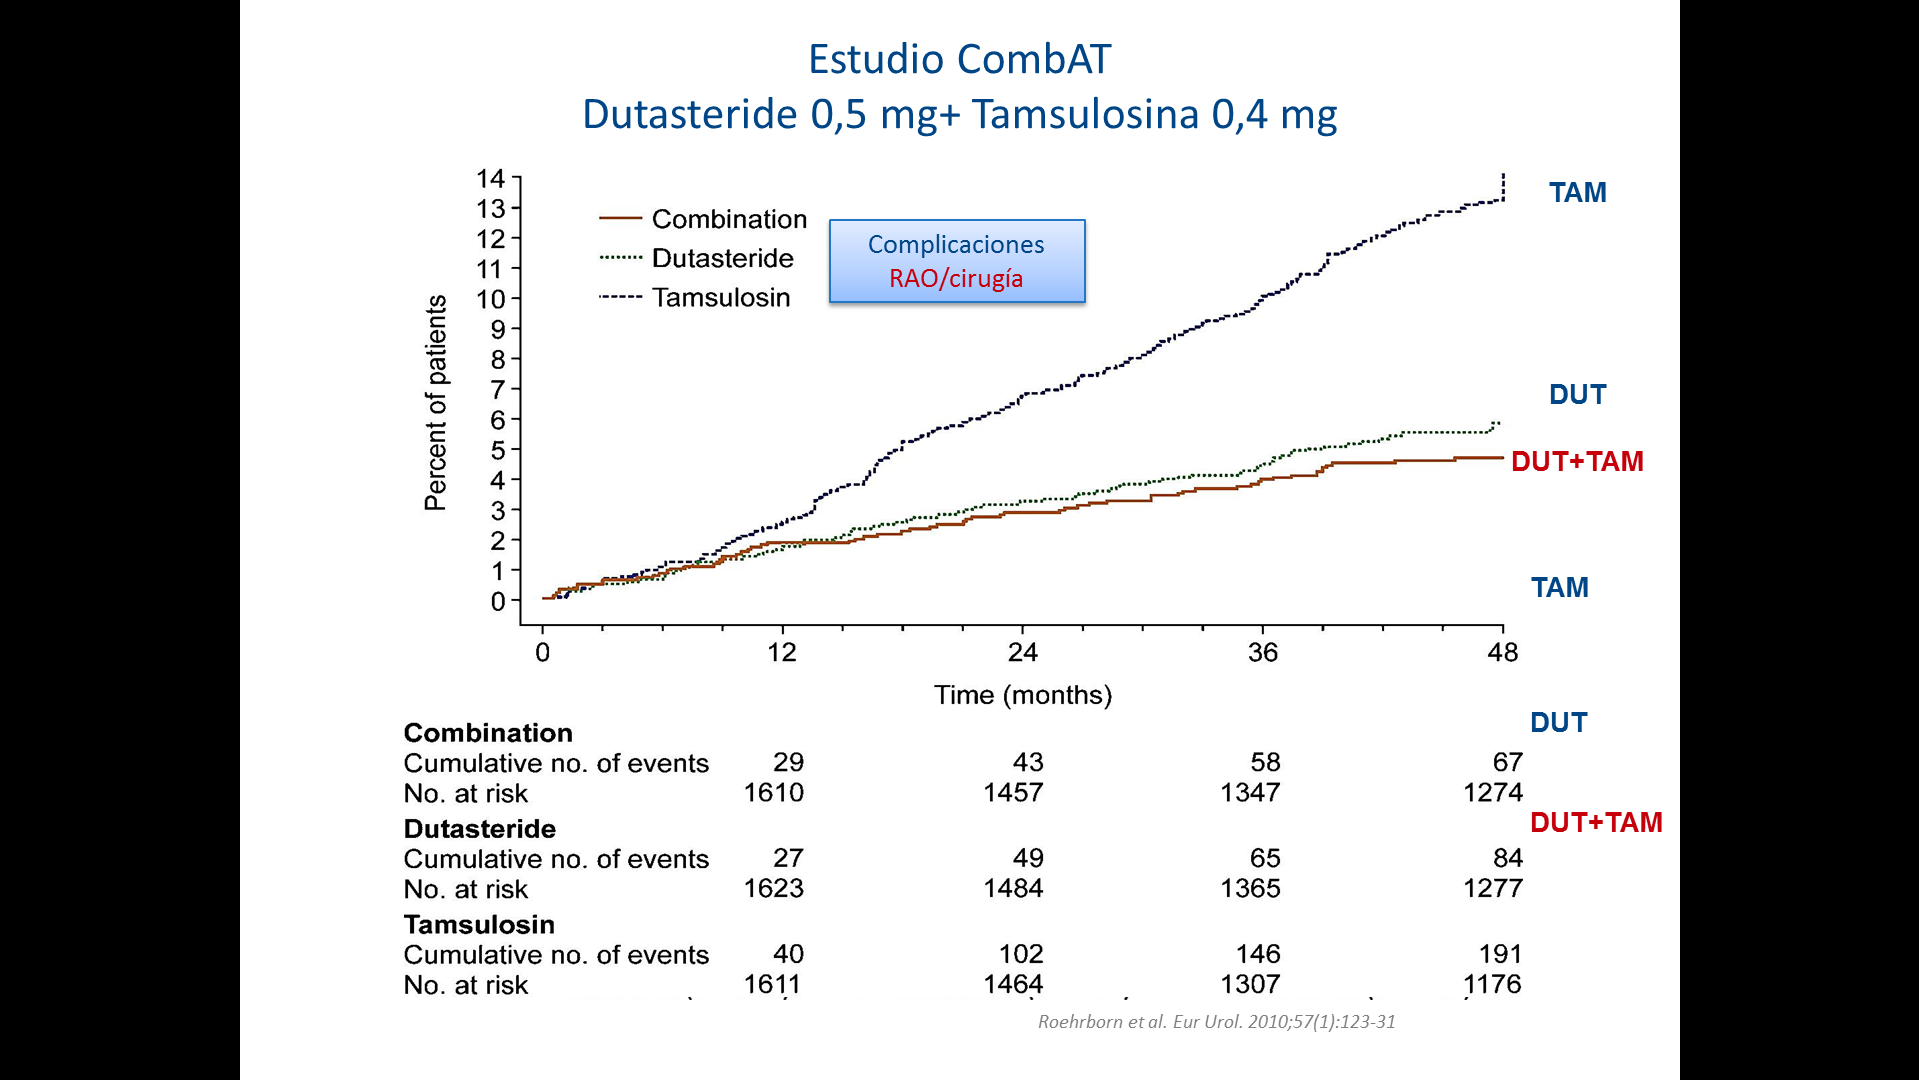 Estudio CombAT
Dutasteride 0,5 mg+ Tamsulosina 0,4 mg
14
13
12
11
10
9
8
7
6
5
4
3
2
1
0
Percent of patients
Combination
Dutasteride
Tamsulosin
Complicaciones
RAO/cirugía
TAM
DUT
DUT+TAM
TAM
0 12 24 36 48
Time (months)
DUT
Combination
Cumulative no. of events 29 43 58 67
No. at risk 1610 1457 1347 1274
DUT+TAM
Dutasteride
Cumulative no. of events 27 49 65 84
No. at risk 1623 1484 1365 1277
Tamsulosin
Cumulative no. of events 40 102 146 191
No. at risk 1611 1464 1307 1176
Roehrborn et al. Eur Urol. 2010;57(1):123-31